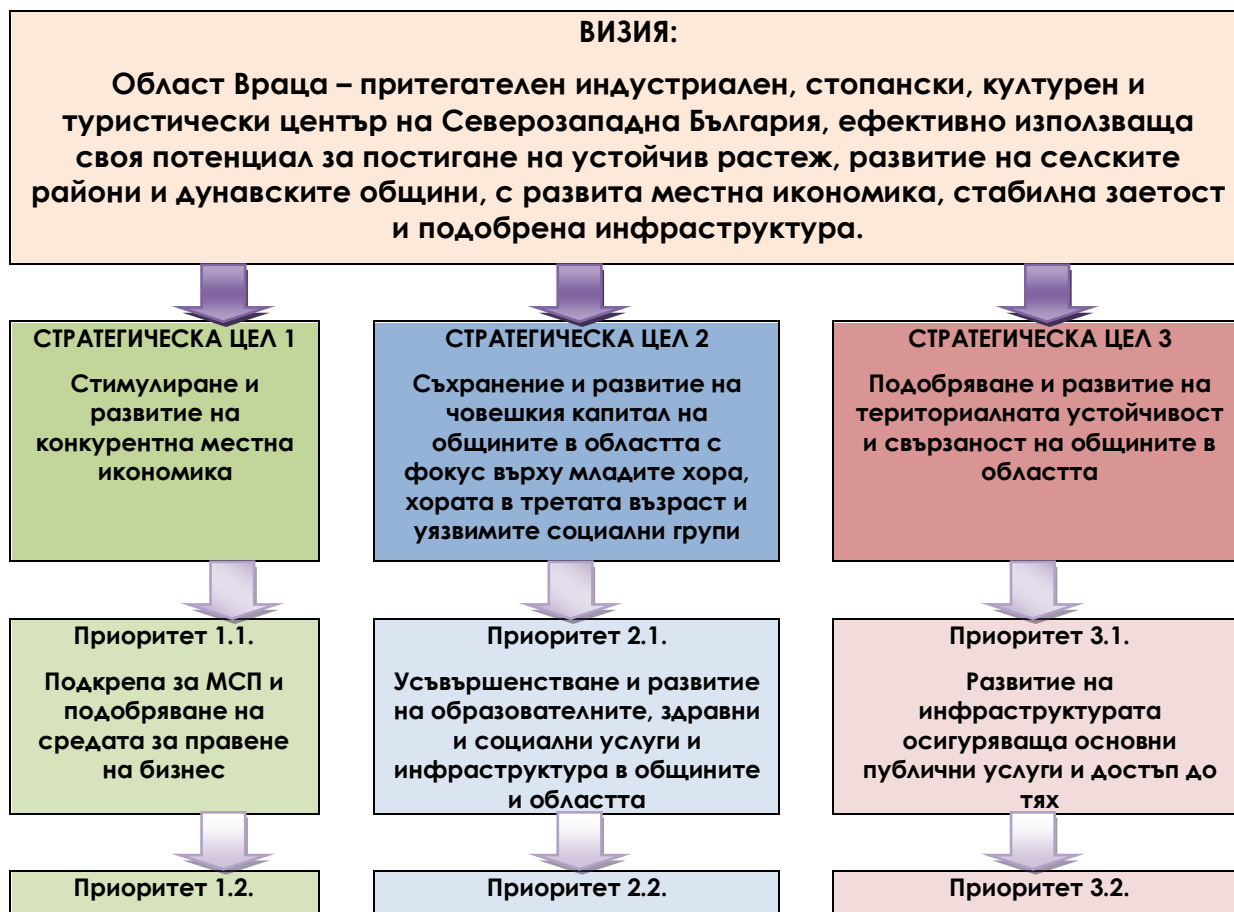 ВИЗИЯ:
Област Враца – притегателен индустриален, стопански, културен и
туристически център на Северозападна България, ефективно използваща
своя потенциал за постигане на устойчив растеж, развитие на селските
райони и дунавските общини, с развита местна икономика, стабилна заетост
и подобрена инфраструктура.
СТРАТЕГИЧЕСКА ЦЕЛ 1
Стимулиране и
развитие на
конкурентна местна
икономика
СТРАТЕГИЧЕСКА ЦЕЛ 2
Съхранение и развитие на
човешкия капитал на
общините в областта с
фокус върху младите хора,
хората в третата възраст и
уязвимите социални групи
СТРАТЕГИЧЕСКА ЦЕЛ 3
Подобряване и развитие на
териториалната устойчивост
и свързаност на общините в
областта
Приоритет 1.1.
Подкрепа за МСП и
подобряване на
средата за правене
на бизнес
Приоритет 2.1.
Усъвършенстване и развитие
на образователните, здравни
и социални услуги и
инфраструктура в общините
и областта
Приоритет 3.1.
Развитие на
инфраструктурата
осигуряваща основни
публични услуги и достъп до
тях
Приоритет 1.2.
Приоритет 2.2.
Приоритет 3.2.